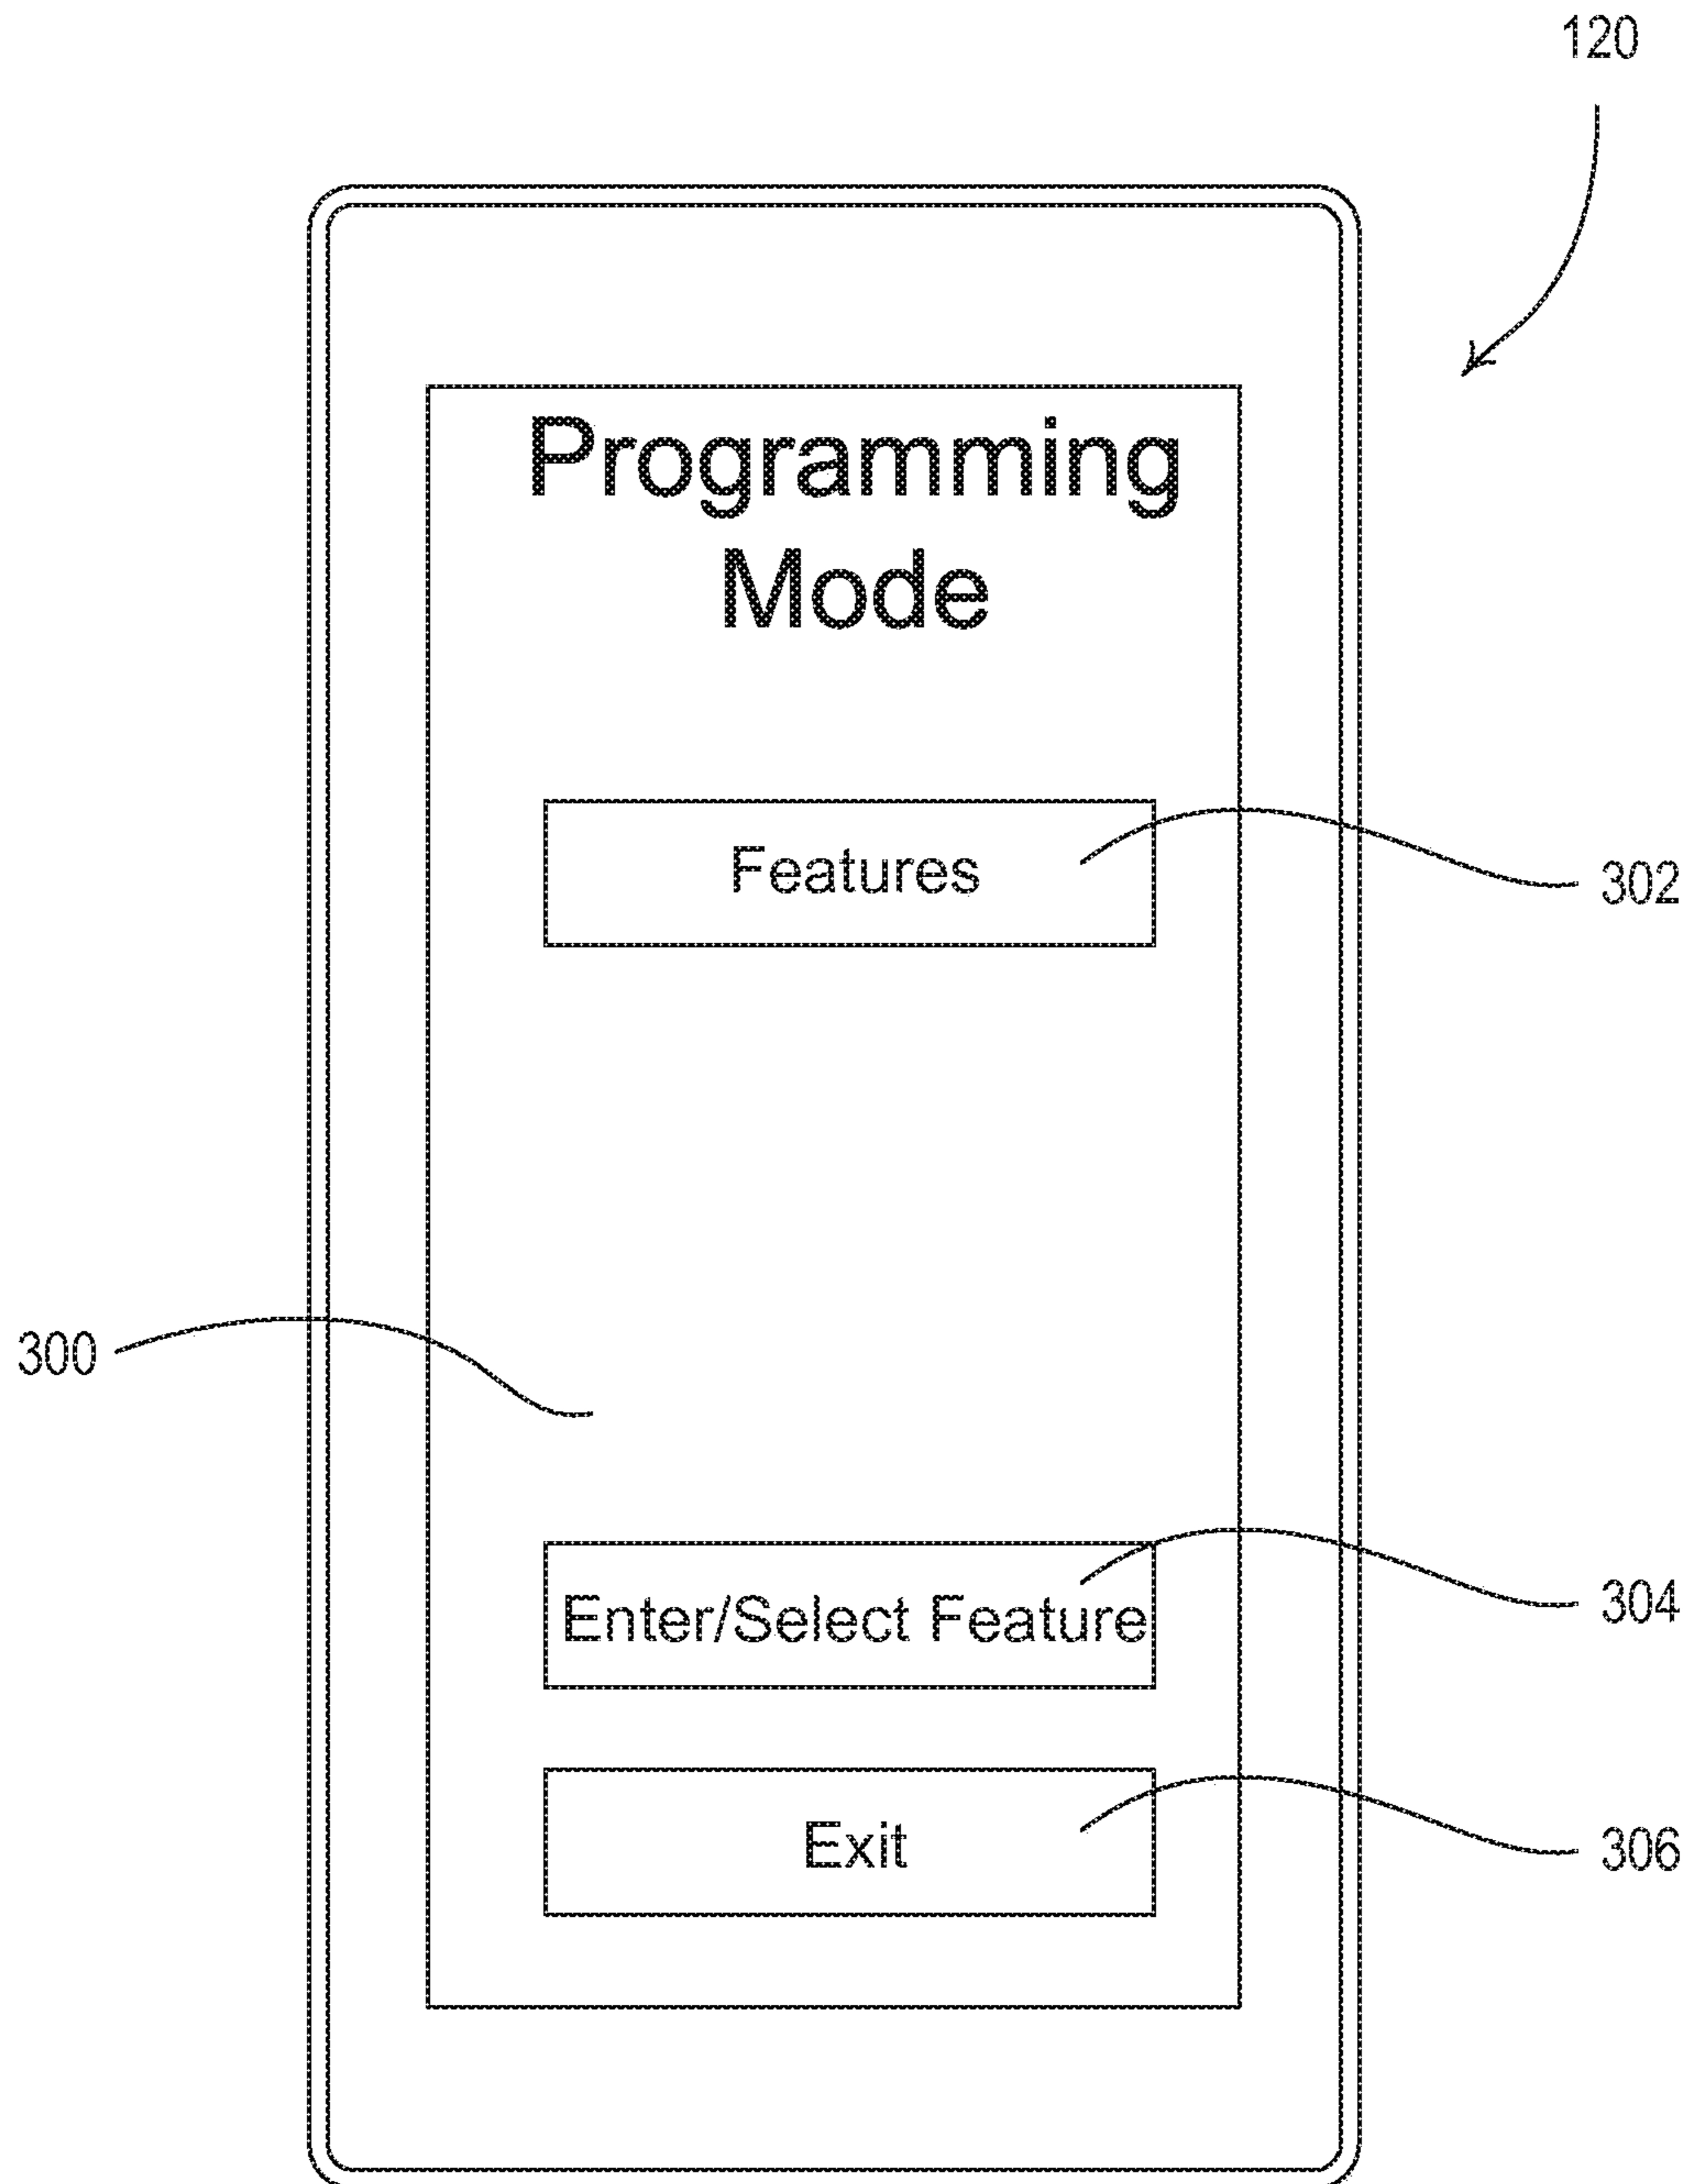 120
Programming
Mode
Features
302
300
Enter/Select Feature
304
Exit
306